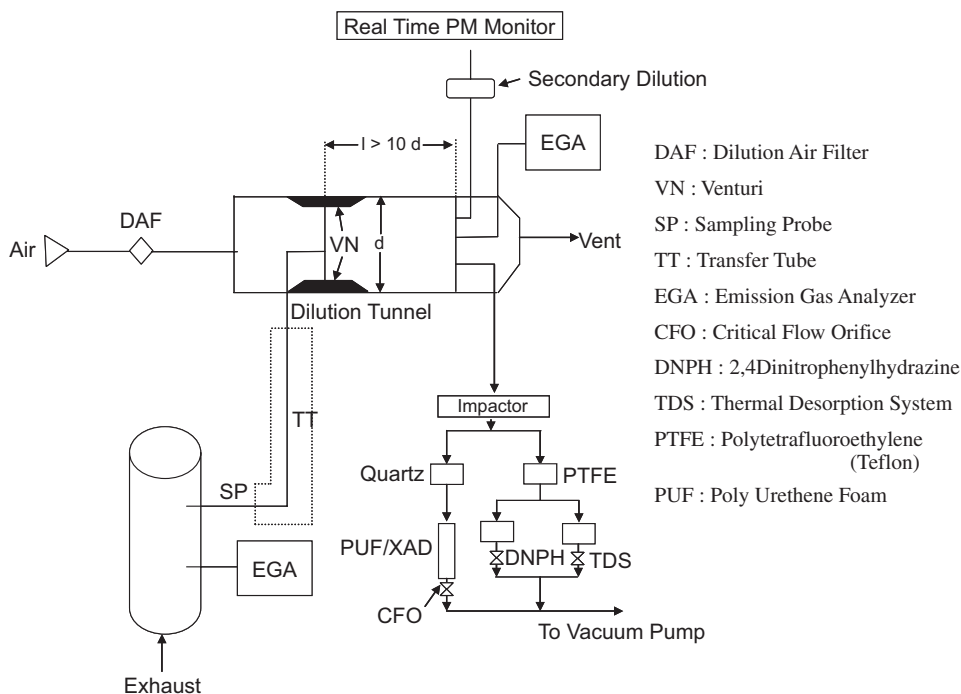 Real Time PM Monitor
Secondary Dilution
l > 10 d
EGA
DAF
Air
VN
d
Vent
Dilution Tunnel
TT
SP
EGA
Exhaust
Impactor
Quartz
PTFE
PUF/XAD
DNPH
TDS
CFO
To Vacuum Pump
DAF : Dilution Air Filter
VN : Venturi
SP : Sampling Probe
TT : Transfer Tube
EGA : Emission Gas Analyzer
CFO : Critical Flow Orifice
DNPH : 2,4Dinitrophenylhydrazine
TDS : Thermal Desorption System
PTFE : Polytetrafluoroethylene
(Teflon)
PUF : Poly Urethene Foam